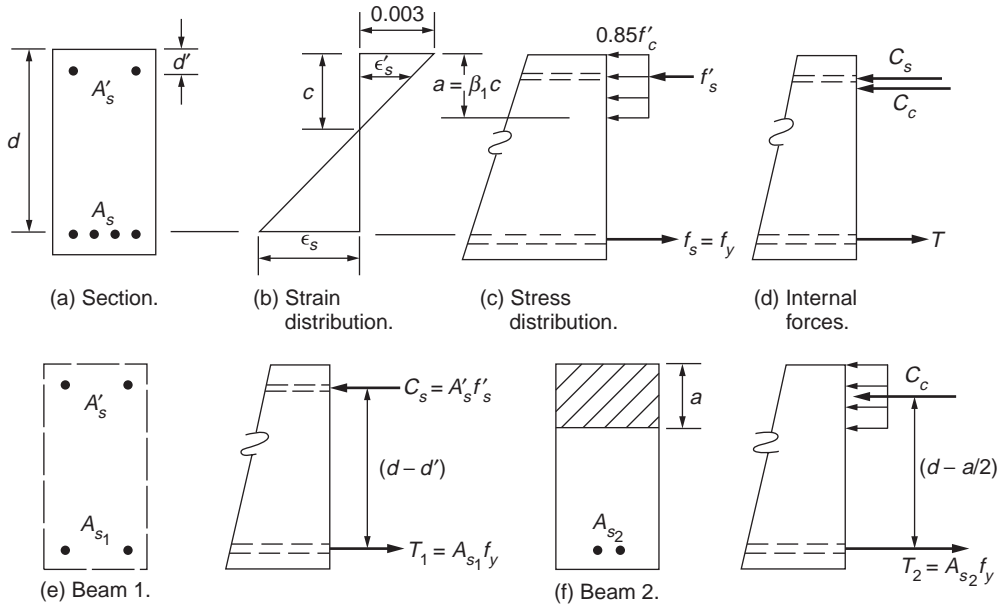 0.003
d′
A′s
d
As
(a) Section.
ϵ′s
c
ϵs
(b) Strain
distribution.
0.85f′c
a = β1c
f′s
fs = fy
(c) Stress
distribution.
Cs
Cc
T
(d) Internal
forces.
A′s
As1
(e) Beam 1.
Cs = A′s f′s
(d – d′)
T1 = As1 fy
a
As2
(f) Beam 2.
Cc
(d – a/2)
T2 = As2 fy